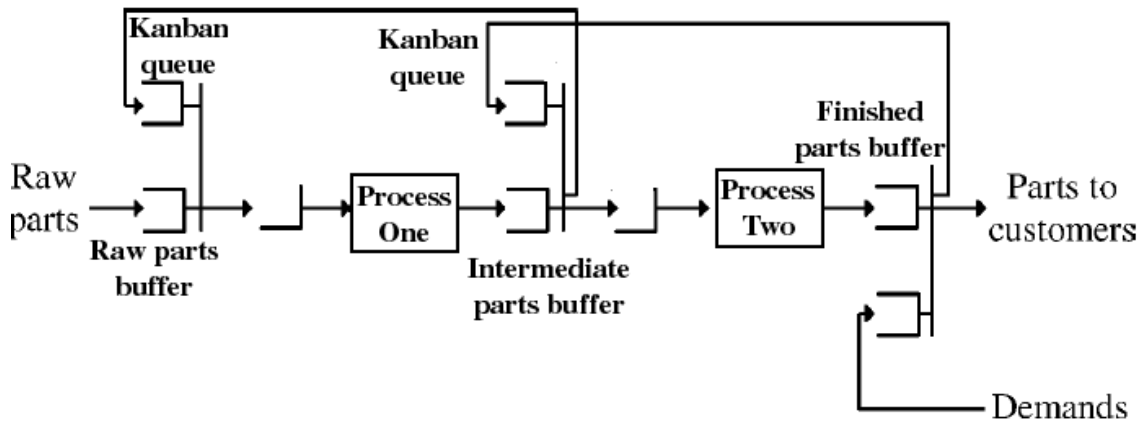 Kanban
queue
Kanban
queue
Finished
parts buffer
Raw
parts
Process
One
Process
Two
Parts to
customers
Raw parts
buffer
Intermediate
parts buffer
Demands